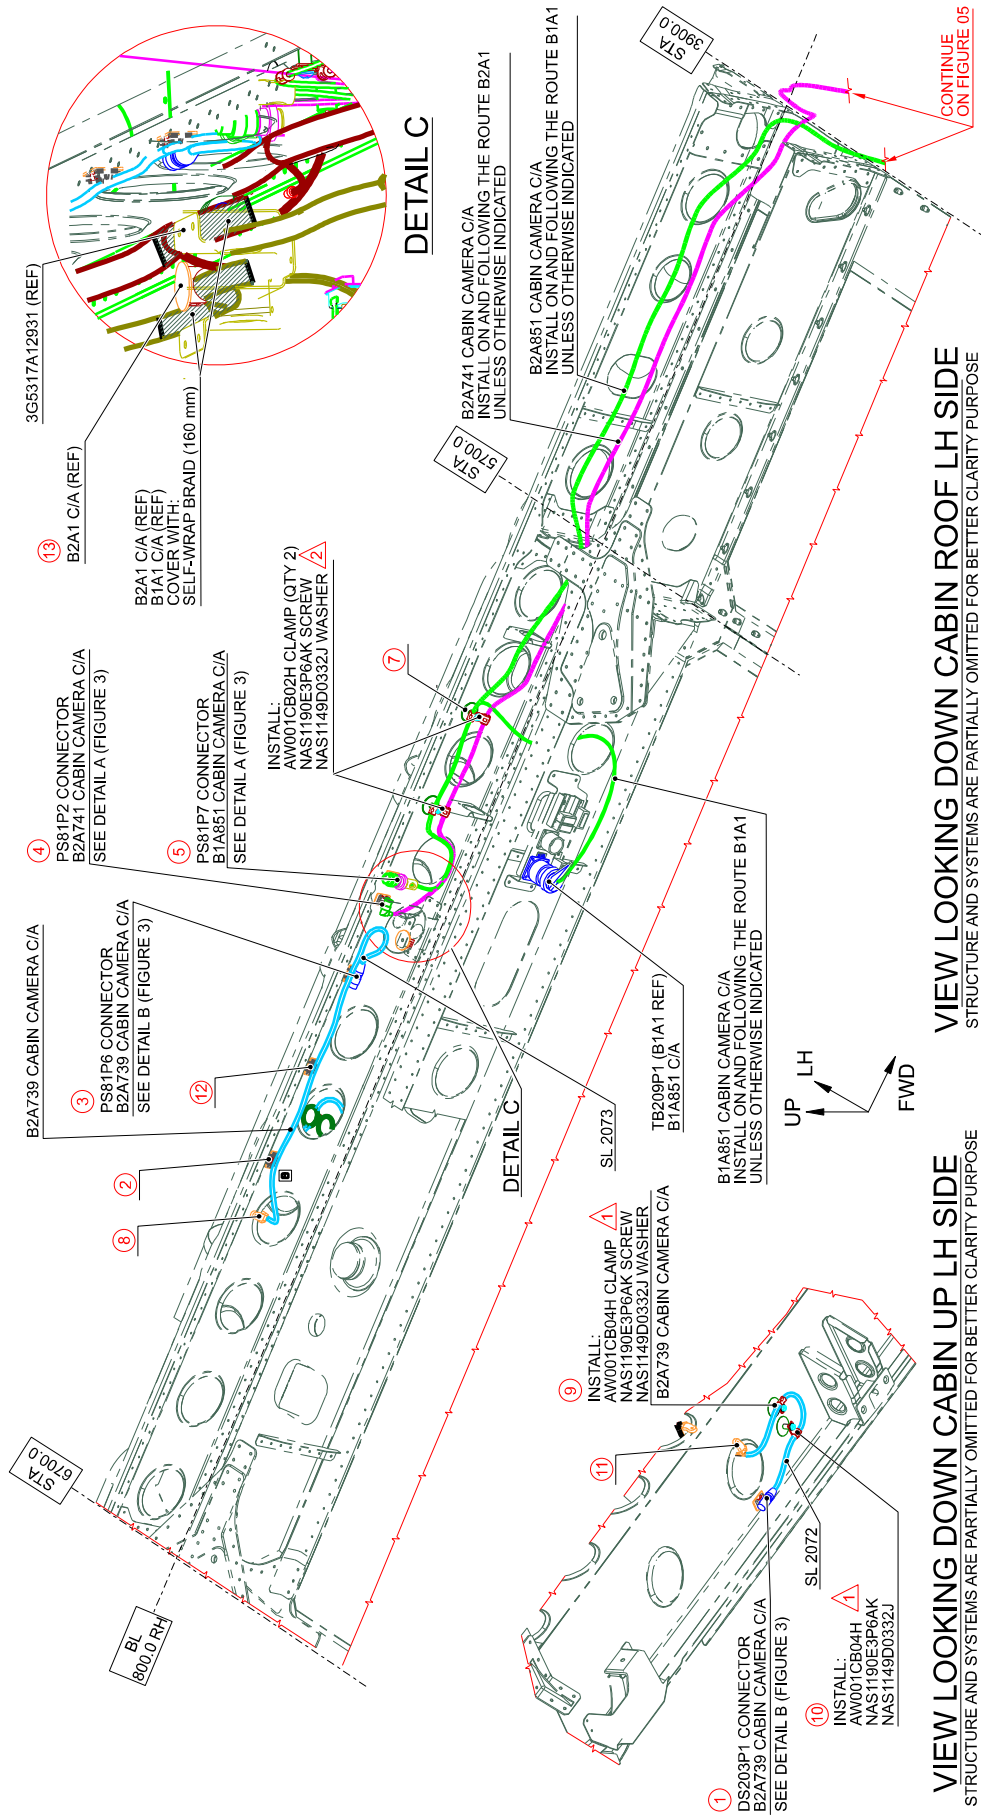 3G5317A12931 (REF)
13
B2A1 C/A (REF)
B2A1 C/A (REF)
B1A1 C/A (REF)
COVER WITH:
SELF-WRAP BRAID (160 mm)
DETAIL C
4
PS81P2 CONNECTOR
B2A741 CABIN CAMERA C/A
SEE DETAIL A (FIGURE 3)
5
PS81P7 CONNECTOR
B1A851 CABIN CAMERA C/A
SEE DETAIL A (FIGURE 3)
INSTALL:
AW001CB02H CLAMP (QTY 2)
NAS1190E3P6AK SCREW
NAS1149D0332J WASHER
2
7
B2A741 CABIN CAMERA C/A
INSTALL ON AND FOLLOWING THE ROUTE B2A1
UNLESS OTHERWISE INDICATED
B2A851 CABIN CAMERA C/A
INSTALL ON AND FOLLOWING THE ROUTE B1A1
UNLESS OTHERWISE INDICATED
STA
3900.0
STA
5700.0
CONTINUE
ON FIGURE 05
B2A739 CABIN CAMERA C/A
3
PS81P6 CONNECTOR
B2A739 CABIN CAMERA C/A
SEE DETAIL B (FIGURE 3)
12
2
8
B
DETAIL C
SL 2073
TB209P1 (B1A1 REF)
B1A851 C/A
B1A851 CABIN CAMERA C/A
INSTALL ON AND FOLLOWING THE ROUTE B1A1
UNLESS OTHERWISE INDICATED
UP
LH
FWD
VIEW LOOKING DOWN CABIN ROOF LH SIDE
STRUCTURE AND SYSTEMS ARE PARTIALLY OMITTED FOR BETTER CLARITY PURPOSE
STA
6700.0
BL
800.0 RH
9
INSTALL:
AW001CB04H CLAMP
NAS1190E3P6AK SCREW
NAS1149D0332J WASHER
B2A739 CABIN CAMERA C/A
1
11
SL 2072
1
DS203P1 CONNECTOR
B2A739 CABIN CAMERA C/A
SEE DETAIL B (FIGURE 3)
10
INSTALL:
AW001CB04H
NAS1190E3P6AK
NAS1149D0332J
1
VIEW LOOKING DOWN CABIN UP LH SIDE
STRUCTURE AND SYSTEMS ARE PARTIALLY OMITTED FOR BETTER CLARITY PURPOSE